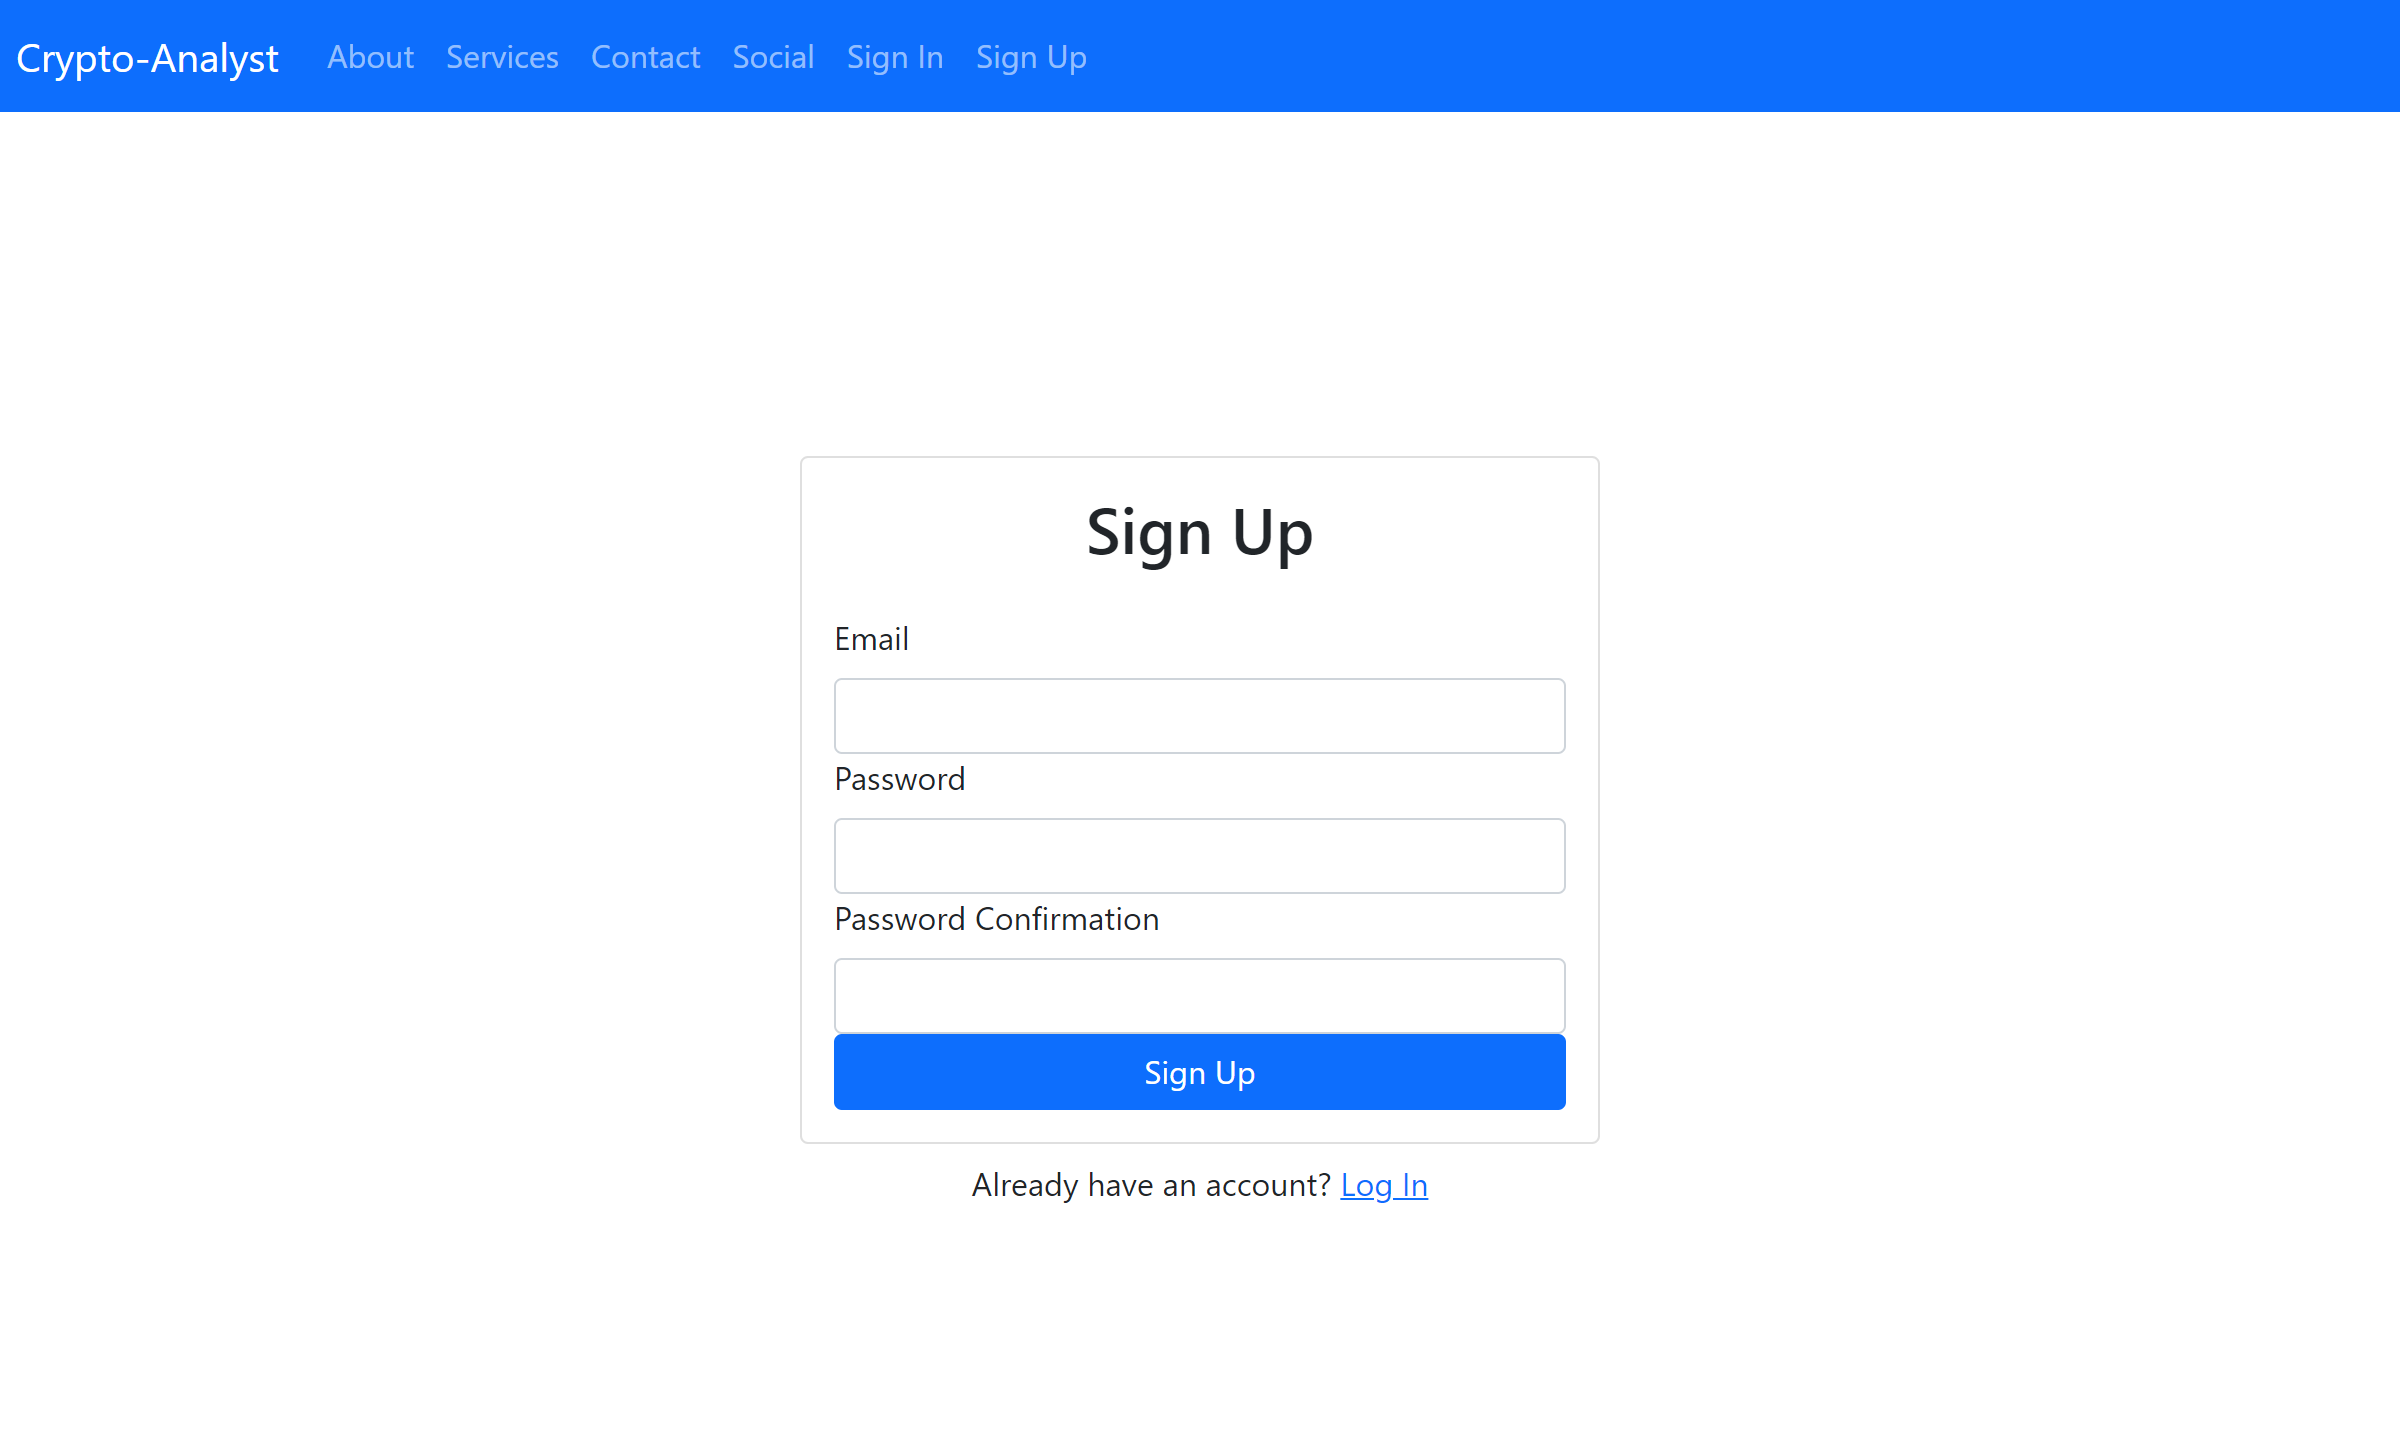 Crypto-Analyst About Services Contact Social Sign In Sign Up
Sign Up
Email
Password
Password Confirmation
Sign Up
Already have an account? Log In